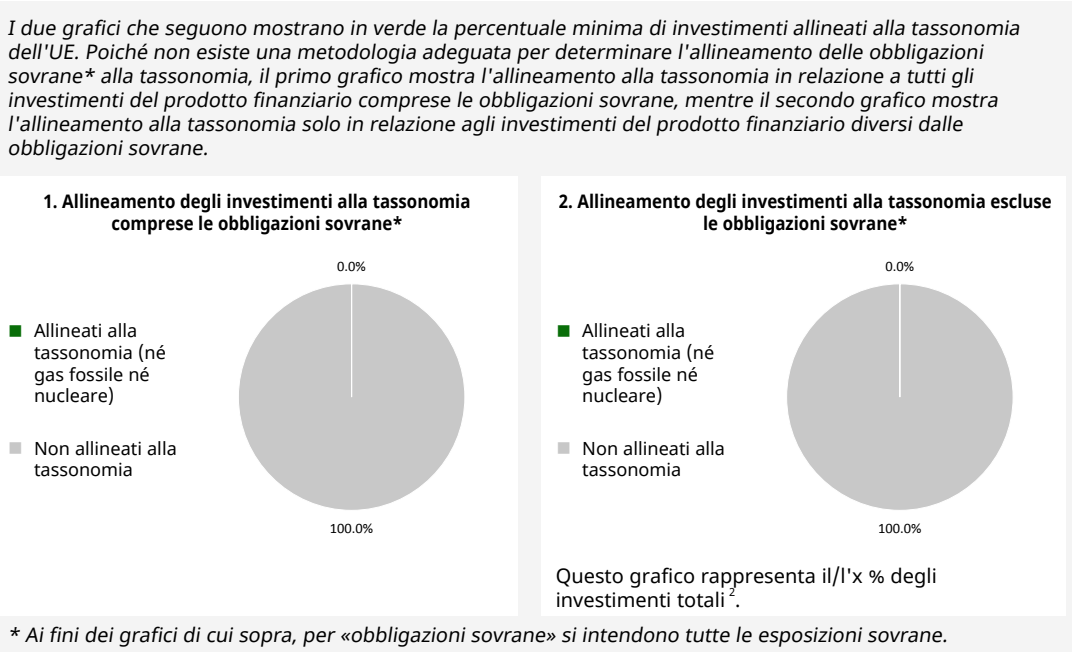 I due grafici che seguono mostrano in verde la percentuale minima di investimenti allineati alla tassonomia
dell'UE. Poiché non esiste una metodologia adeguata per determinare l'allineamento delle obbligazioni
sovrane* alla tassonomia, il primo grafico mostra l'allineamento alla tassonomia in relazione a tutti gli
investimenti del prodotto finanziario comprese le obbligazioni sovrane, mentre il secondo grafico mostra
l'allineamento alla tassonomia solo in relazione agli investimenti del prodotto finanziario diversi dalle
obbligazioni sovrane.
1. Allineamento degli investimenti alla tassonomia
comprese le obbligazioni sovrane*
0.0%
Allineati alla
tassonomia (né
gas fossile né
nucleare)
Non allineati alla
tassonomia
100.0%
2. Allineamento degli investimenti alla tassonomia escluse
le obbligazioni sovrane*
0.0%
Allineati alla
tassonomia (né
gas fossile né
nucleare)
Non allineati alla
tassonomia
100.0%
Questo grafico rappresenta il/l'x % degli
investimenti totali ².
* Ai fini dei grafici di cui sopra, per «obbligazioni sovrane» si intendono tutte le esposizioni sovrane.